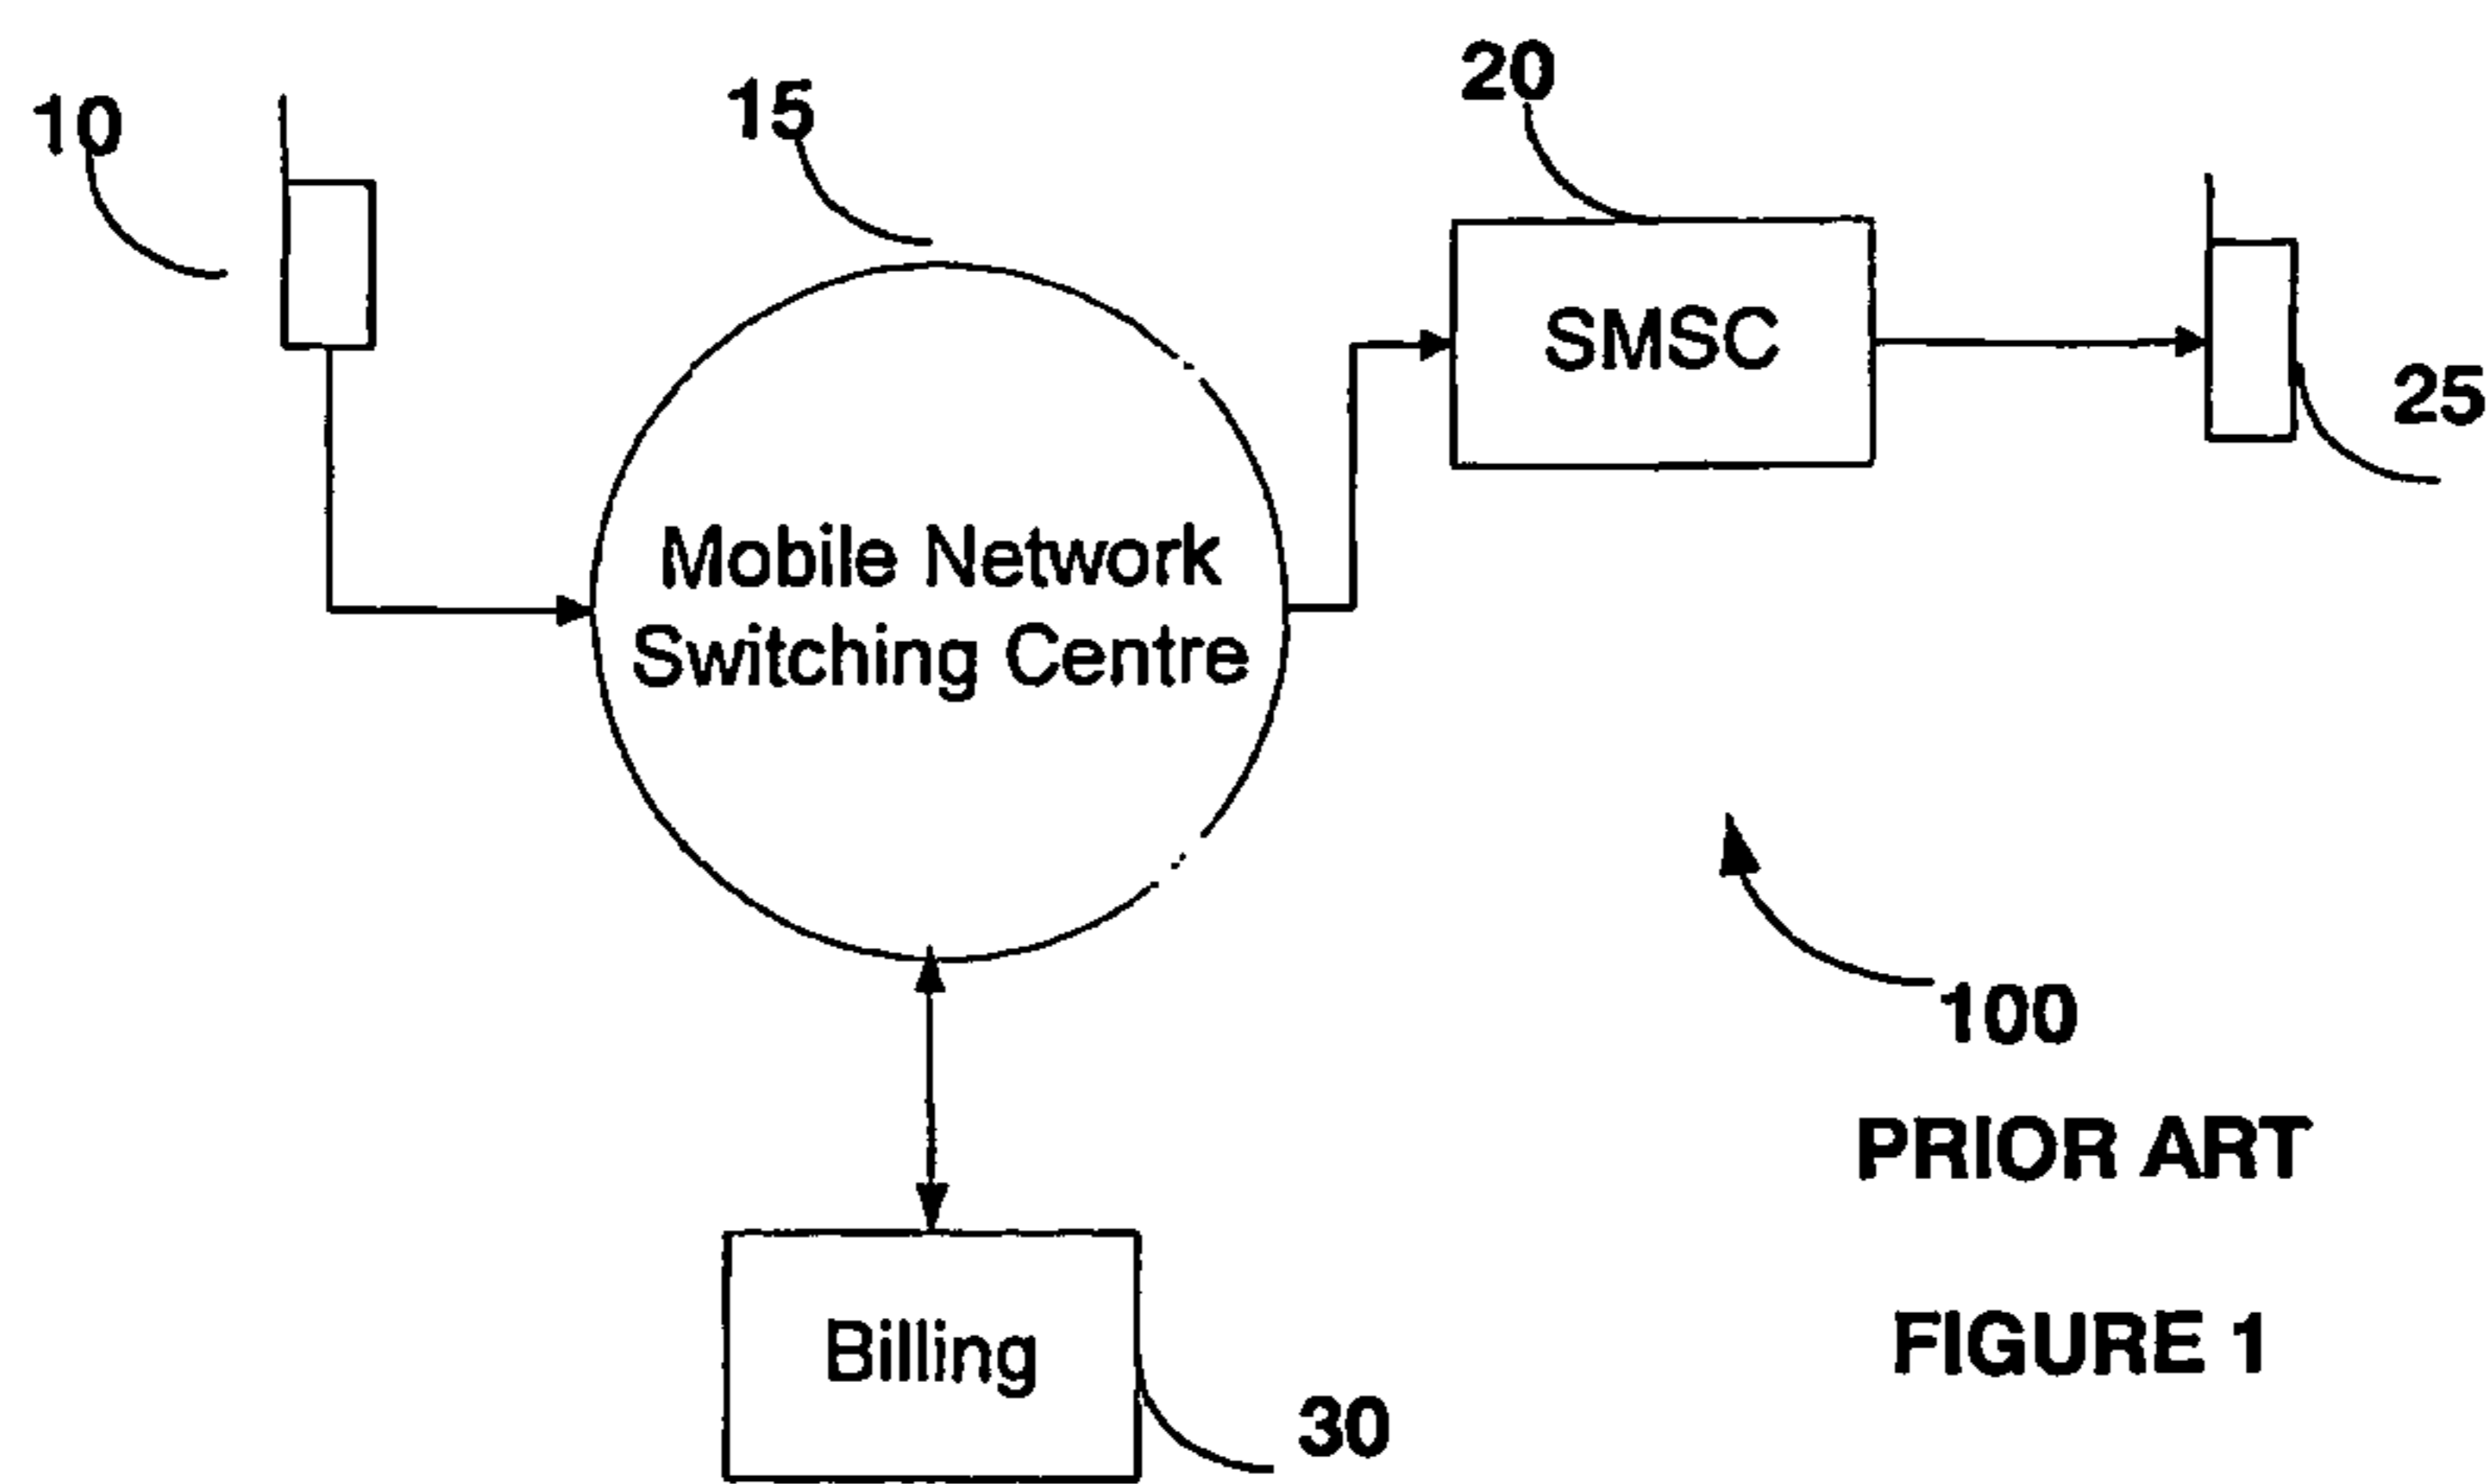 10
15
20
SMSC
25
Mobile Network
Switching Centre
100
PRIOR ART
Billing
FIGURE 1
30